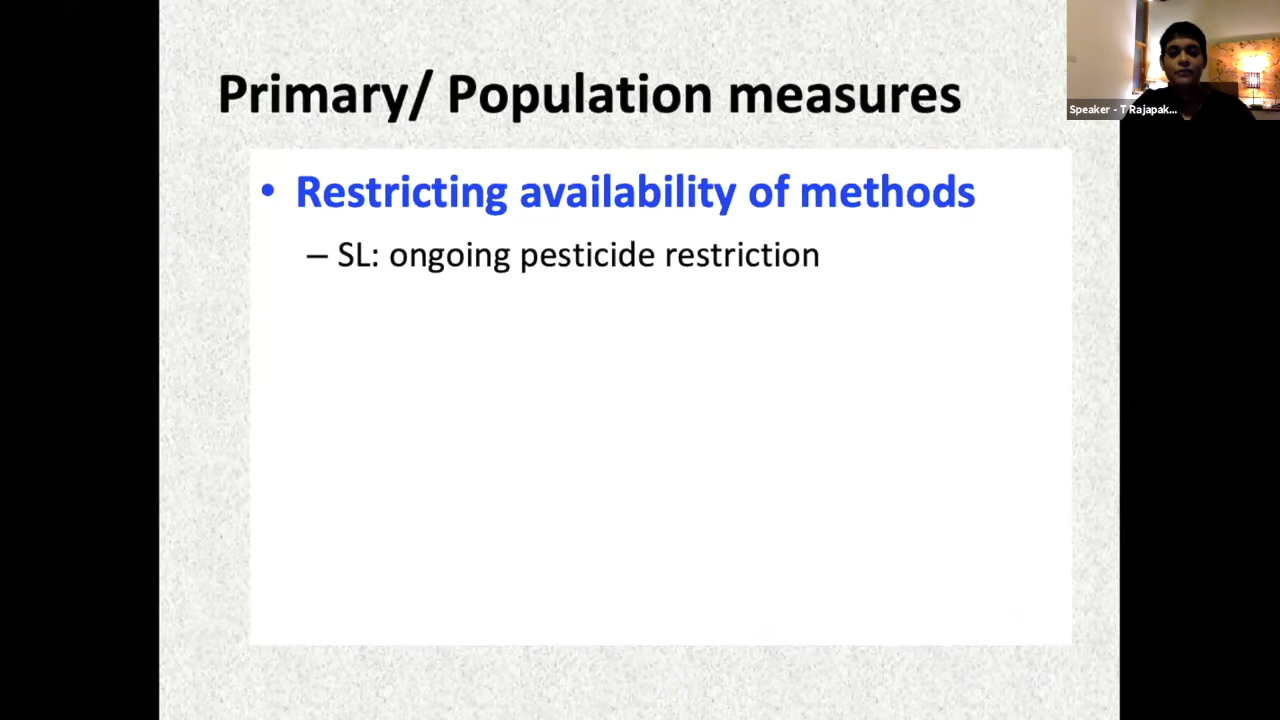 Primary/ Population measures
• Restricting availability of methods
– SL: ongoing pesticide restriction
Speaker - T Rajapak...